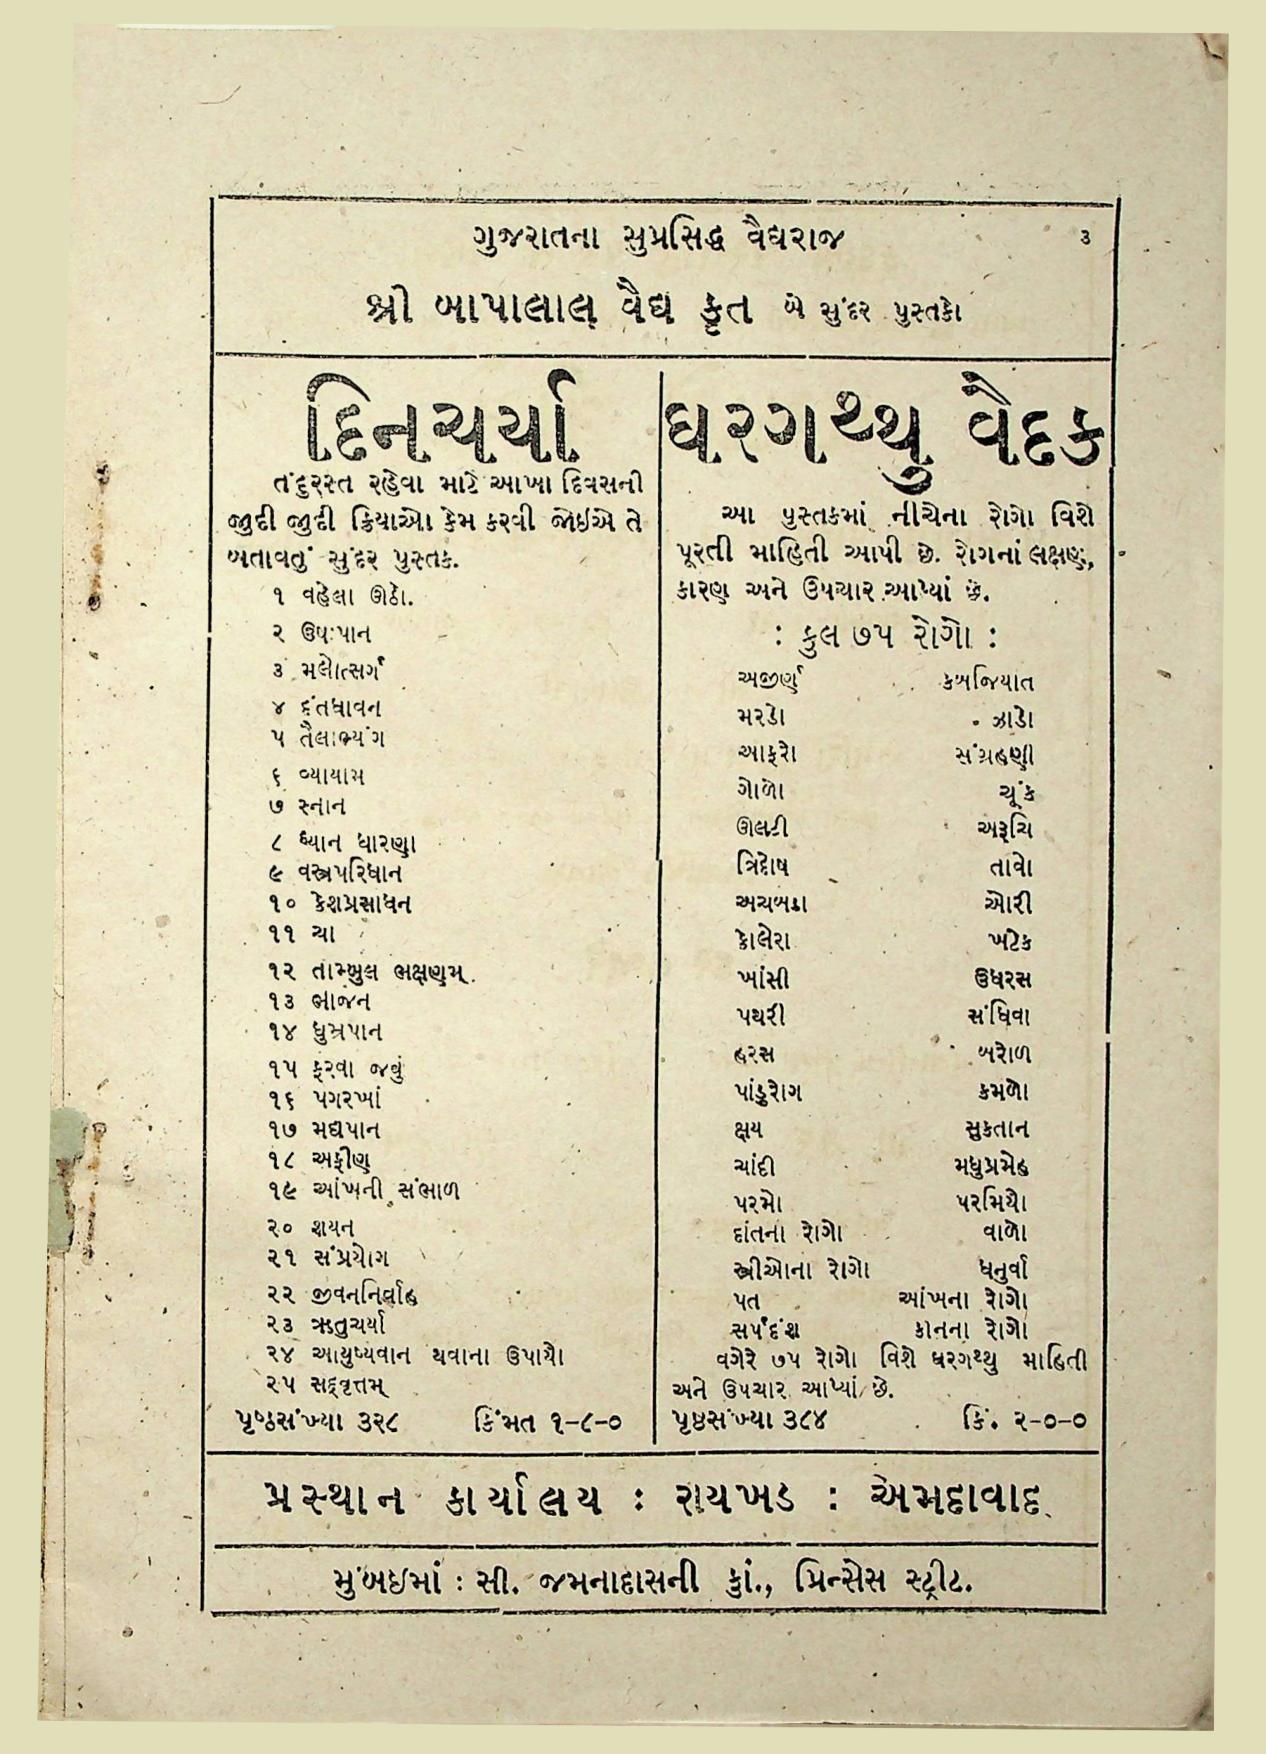 ગુજરાતના સુપ્રસિદ્ધ વૈદ્યરાજ
૩
શ્રી બાપાલાલ વૈદ્ય કૃત બે સુંદર પુસ્તકો
દિનચર્યા
તંદુરસ્ત રહેવા માટે આખા દિવસની
જીુદી જીુદી ક્રિયાઓ કેમ કરવી જોઇએ તે
બતાવતું સુંદર પુસ્તક.
૧ વહેલા ઊઠો.
૨ ઉષઃપાન
૩ મલોત્સર્ગ
૪ દંતધાવન
૫ તૈલાભ્યંગ
૬ વ્યાયામ
૭ સ્નાન
૮ ધ્યાન ધારણા
૯ વસ્ત્રપરિધાન
૧૦ કેશપ્રસાધન
૧૧ ચા
૧૨ તામ્બુલ ભક્ષણમ્
૧૩ ભોજન
૧૪ ધુમ્રપાન
૧૫ ફરવા જવું
૧૬ પગરખાં
૧૭ મદ્યપાન
૧૮ અફીણ
૧૯ આંખની સંભાળ
૨૦ શયન
૨૧ સંપ્રયોગ
૨૨ જીવનનિર્વાહ
૨૩ ઋતુચર્યા
૨૪ આયુષ્યવાન થવાના ઉપાયો
૨૫ સદ્દવૃત્તમ્
પૃષ્ઠસંખ્યા ૩૨૮ કિંમત ૧-૮-૦
ઘરગથ્થુ વૈદક
આ પુસ્તકમાં નીચેના રોગો વિશે
પૂરતી માહિતી આપી છે. રોગનાં લક્ષણ,
કારણ અને ઉપચાર આપ્યાં છે.
: કુલ ૭૫ રોગો :
અજીર્ણ કબજિયાત
મરડો ઝાડો
આફરો સંગ્રહણી
ગોળો ચૂંક
ઊલટી અરૂચિ
ત્રિદોષ તાવો
અચબડા ઓરી
કોલેરા ખટેક
ખાંસી ઉધરસ
પથરી સંધિવા
હરસ બરોળ
પાંડુરોગ કમળો
ક્ષય સુકતાન
ચાંદી મધુપ્રમેહ
પરમો પરમિયો
દાંતના રોગો વાળો
સ્ત્રીઓના રોગો ધનુર્વા
પત આંખના રોગો
સર્પદંશ કાનના રોગો
વગેરે ૭૫ રોગો વિશે ઘરગથ્થુ માહિતી
અને ઉપચાર આપ્યાં છે.
પૃષ્ઠસંખ્યા ૩૮૪ કિં. ૨-૦-૦
પ્રસ્થાન કાર્યાલય : રાયખડ : અમદાવાદ
મુંબઇમાં : સી. જમનાદાસની કુાં., પ્રિન્સેસ સ્ટ્રીટ.